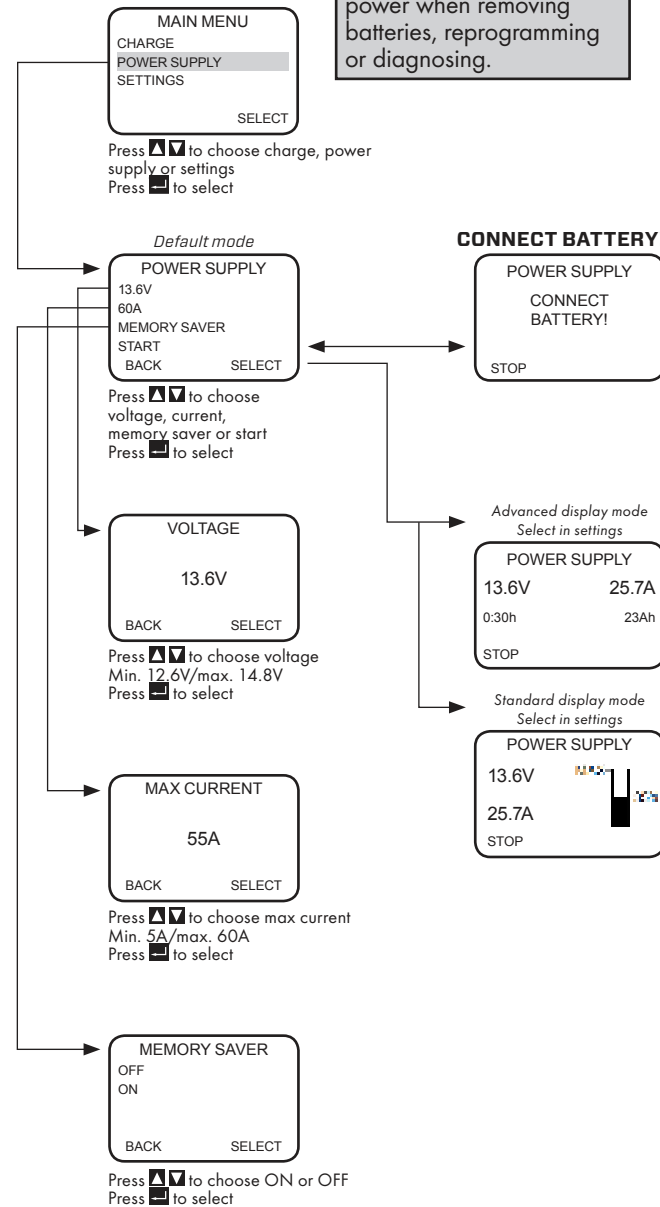 power when removing
batteries, reprogramming
or diagnosing.
MAIN MENU
CHARGE
POWER SUPPLY
SETTINGS
SELECT
Press to choose charge, power
supply or settings
Press to select
Default mode
POWER SUPPLY
13.6V
60A
MEMORY SAVER
START
BACK SELECT
Press to choose
voltage, current,
memory saver or start
Press to select
CONNECT BATTERY
POWER SUPPLY
CONNECT
BATTERY!
STOP
VOLTAGE
13.6V
BACK SELECT
Press to choose voltage
Min. 12.6V/max. 14.8V
Press to select
Advanced display mode
Select in settings
POWER SUPPLY
13.6V 25.7A
0:30h 23Ah
STOP
Standard display mode
Select in settings
POWER SUPPLY
13.6V
25.7A
STOP
MAX CURRENT
55A
BACK SELECT
Press to choose max current
Min. 5A/max. 60A
Press to select
MEMORY SAVER
OFF
ON
BACK SELECT
Press to choose ON or OFF
Press to select